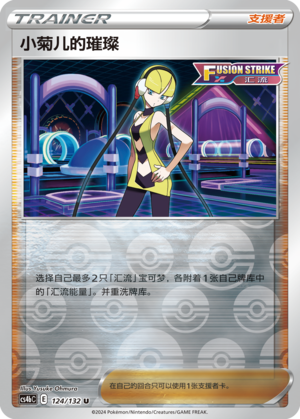 TRAINER
支援者
小菊儿的璀璨
FUSION STRIKE
汇流
选择自己最多2只「汇流」宝可梦，各附着1张自己牌库中
的「汇流能量」。并重洗牌库。
Illus. Yusuke Ohmura
在自己的回合只可以使用1张支援者卡。
CS4bC C 124/132 U
©2024 Pokémon/Nintendo/Creatures/GAME FREAK.